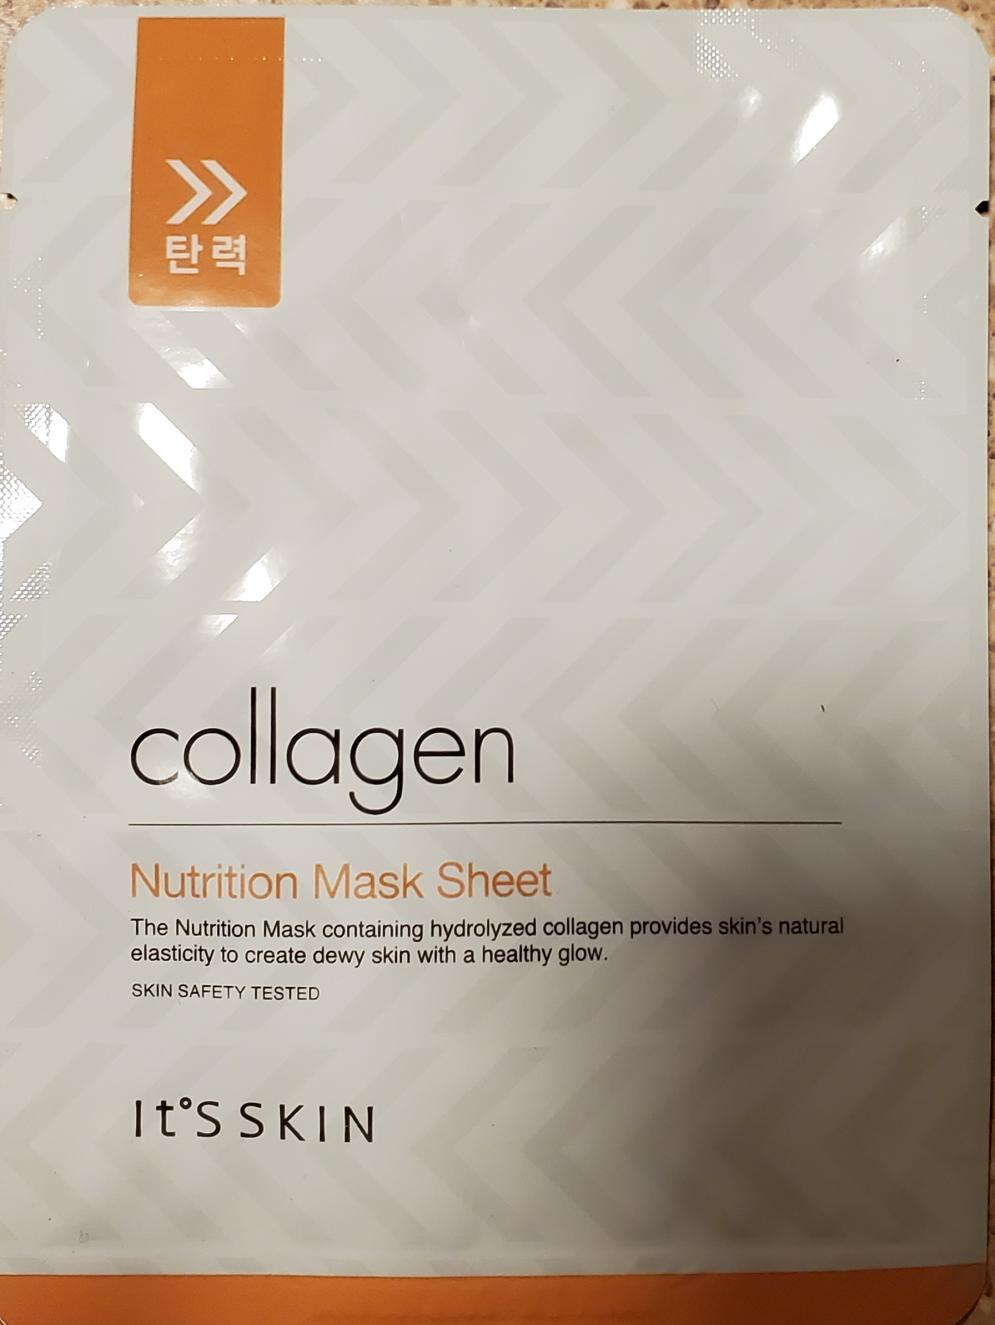 탄력
collagen
Nutrition Mask Sheet
The Nutrition Mask containing hydrolyzed collagen provides skin's natural
elasticity to create dewy skin with a healthy glow.
SKIN SAFETY TESTED
It°S SKIN